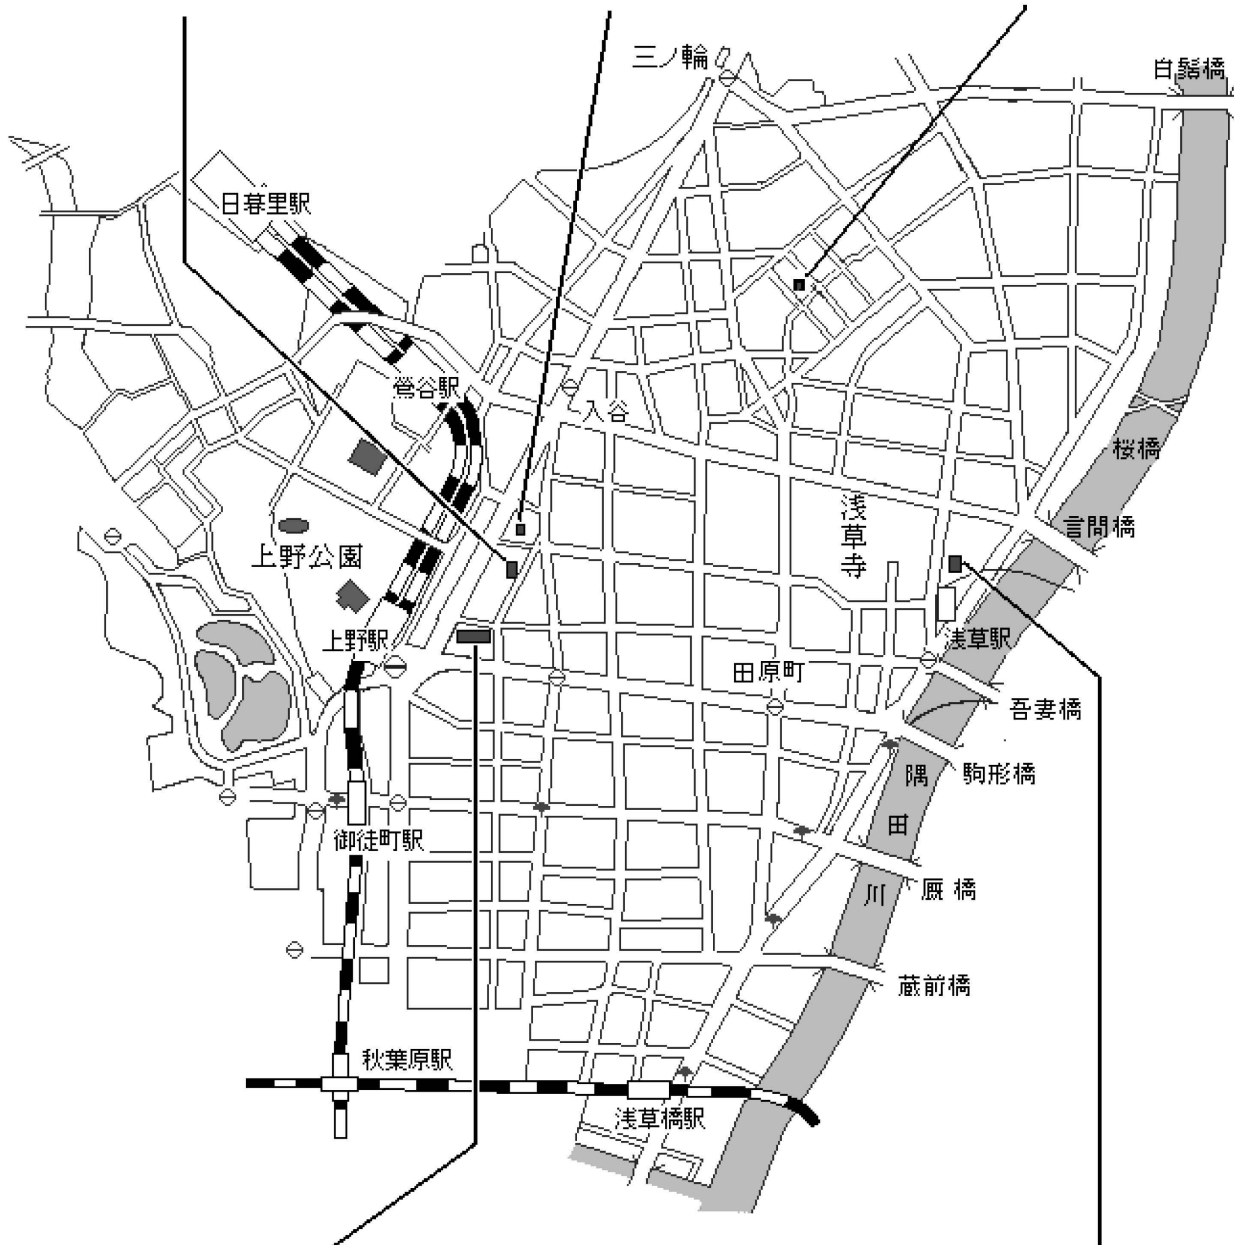 三ノ輪
白鬚橋
日暮里駅
鶯谷駅
入谷
桜橋
浅草寺
言問橋
上野公園
上野駅
浅草駅
田原町
吾妻橋
駒形橋
隅田川
御徒町駅
厩橋
蔵前橋
秋葉原駅
浅草橋駅